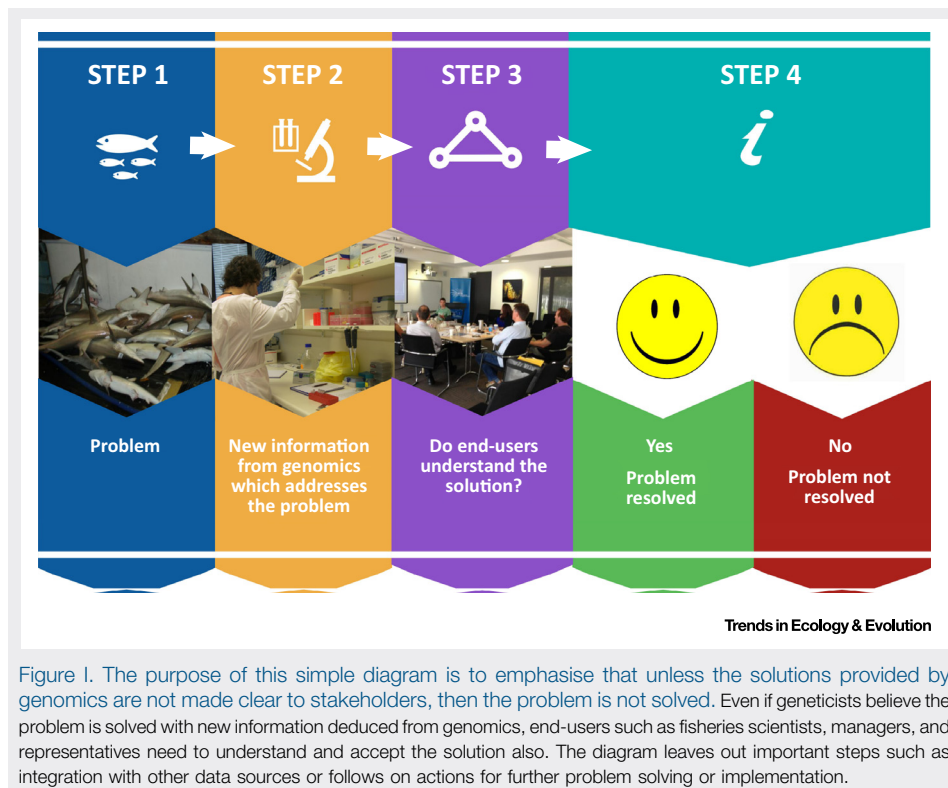 STEP 1
STEP 2
STEP 3
STEP 4
i
Problem
New information
from genomics
which addresses
the problem
Do end-users
understand the
solution?
Yes
Problem
resolved
No
Problem not
resolved
Trends in Ecology & Evolution
Figure I. The purpose of this simple diagram is to emphasise that unless the solutions provided by
genomics are not made clear to stakeholders, then the problem is not solved. Even if geneticists believe the
problem is solved with new information deduced from genomics, end-users such as fisheries scientists, managers, and
representatives need to understand and accept the solution also. The diagram leaves out important steps such as
integration with other data sources or follows on actions for further problem solving or implementation.